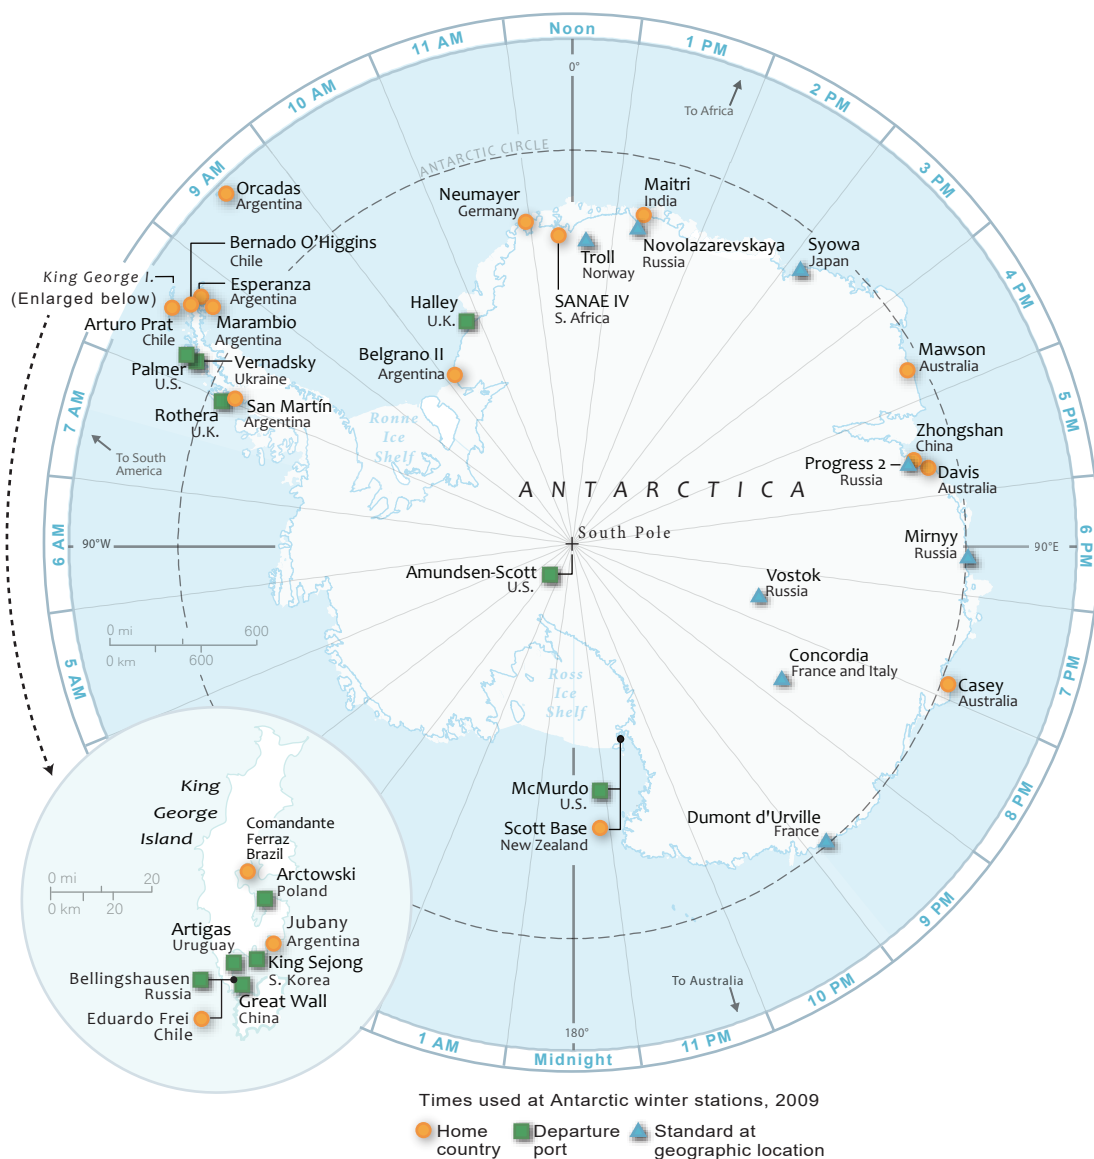 Noon
11 AM
1 PM
10 AM
2 PM
9 AM
3 PM
4 PM
5 PM
7 AM
6 AM
6 PM
5 AM
7 PM
8 PM
9 PM
10 PM
11 PM
1 AM
Midnight
0°
To Africa
ANTARCTIC CIRCLE
Orcadas
Argentina
Neumayer
Germany
Maitri
India
Bernado O'Higgins
Chile
King George I.
(Enlarged below)
Esperanza
Argentina
Arturo Prat
Chile
Marambio
Argentina
Palmer
U.S.
Vernadsky
Ukraine
Rothera
U.K.
San Martín
Argentina
To South
America
Halley
U.K.
Belgrano II
Argentina
Troll
Norway
Novolazarevskaya
Russia
SANAE IV
S. Africa
Syowa
Japan
Mawson
Australia
Zhongshan
China
Progress 2
Russia
Davis
Australia
Ronne
Ice
Shelf
ANTARCTICA
South Pole
90°W
90°E
Mirnyy
Russia
Amundsen-Scott
U.S.
Vostok
Russia
Concordia
France and Italy
Casey
Australia
0 mi 600
0 km 600
Ross
Ice
Shelf
McMurdo
U.S.
Scott Base
New Zealand
Dumont d'Urville
France
To Australia
180°
King
George
Island
0 mi 20
0 km 20
Comandante
Ferraz
Brazil
Arctowski
Poland
Artigas
Uruguay
Jubany
Argentina
King Sejong
S. Korea
Bellingshausen
Russia
Great Wall
China
Eduardo Frei
Chile
Times used at Antarctic winter stations, 2009
Home
country
Departure
port
Standard at
geographic location